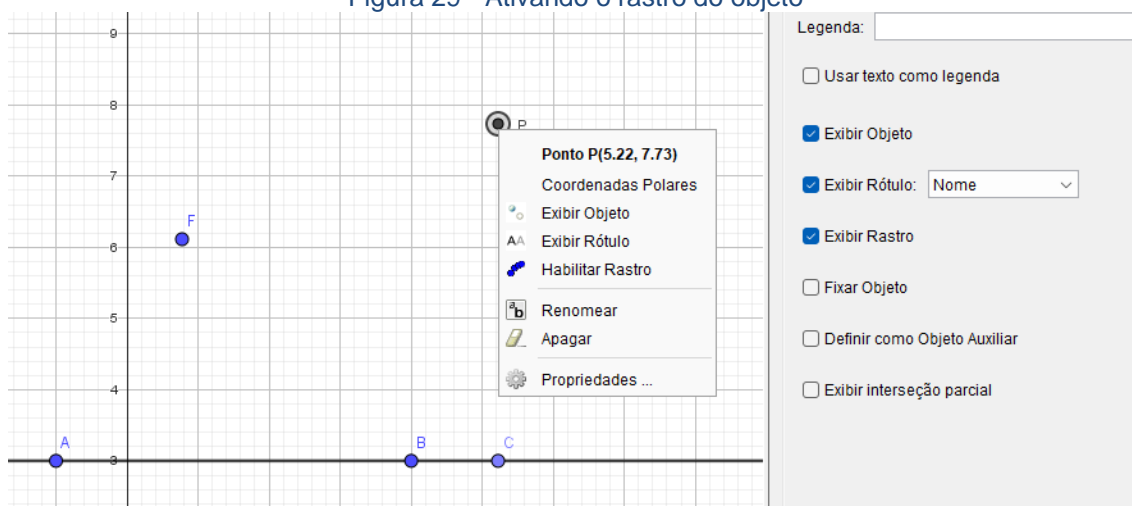 Figura 29 - Ativando o rastro do objeto
9
8
7
6
5
4
3
F
A
B
C
P
Ponto P(5.22, 7.73)
Coordenadas Polares
Exibir Objeto
AA Exibir Rótulo
Habilitar Rastro
ab Renomear
Apagar
Propriedades ...
Legenda:
Usar texto como legenda
Exibir Objeto
Exibir Rótulo: Nome
Exibir Rastro
Fixar Objeto
Definir como Objeto Auxiliar
Exibir interseção parcial